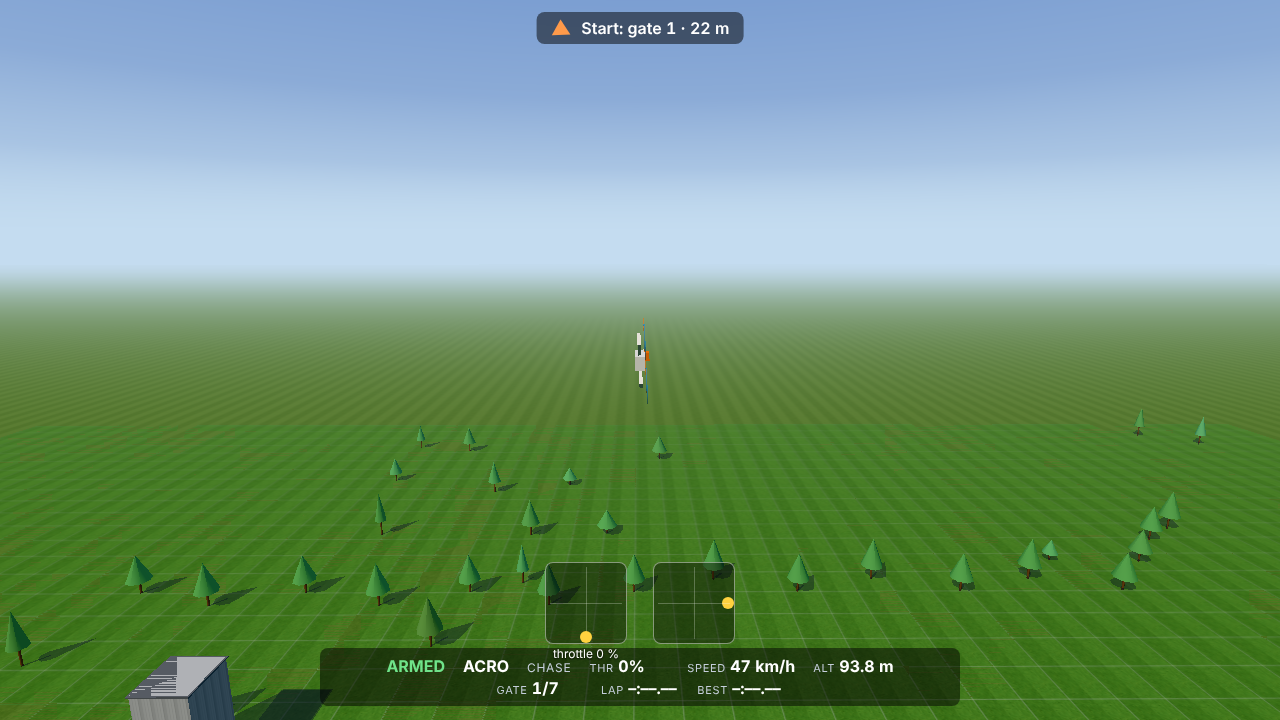 Start: gate 1 · 22 m
throttle 0 %
ARMED ACRO CHASE THR 0% SPEED 47 km/h ALT 93.8 m
GATE 1/7 LAP –:––.–– BEST –:––.––